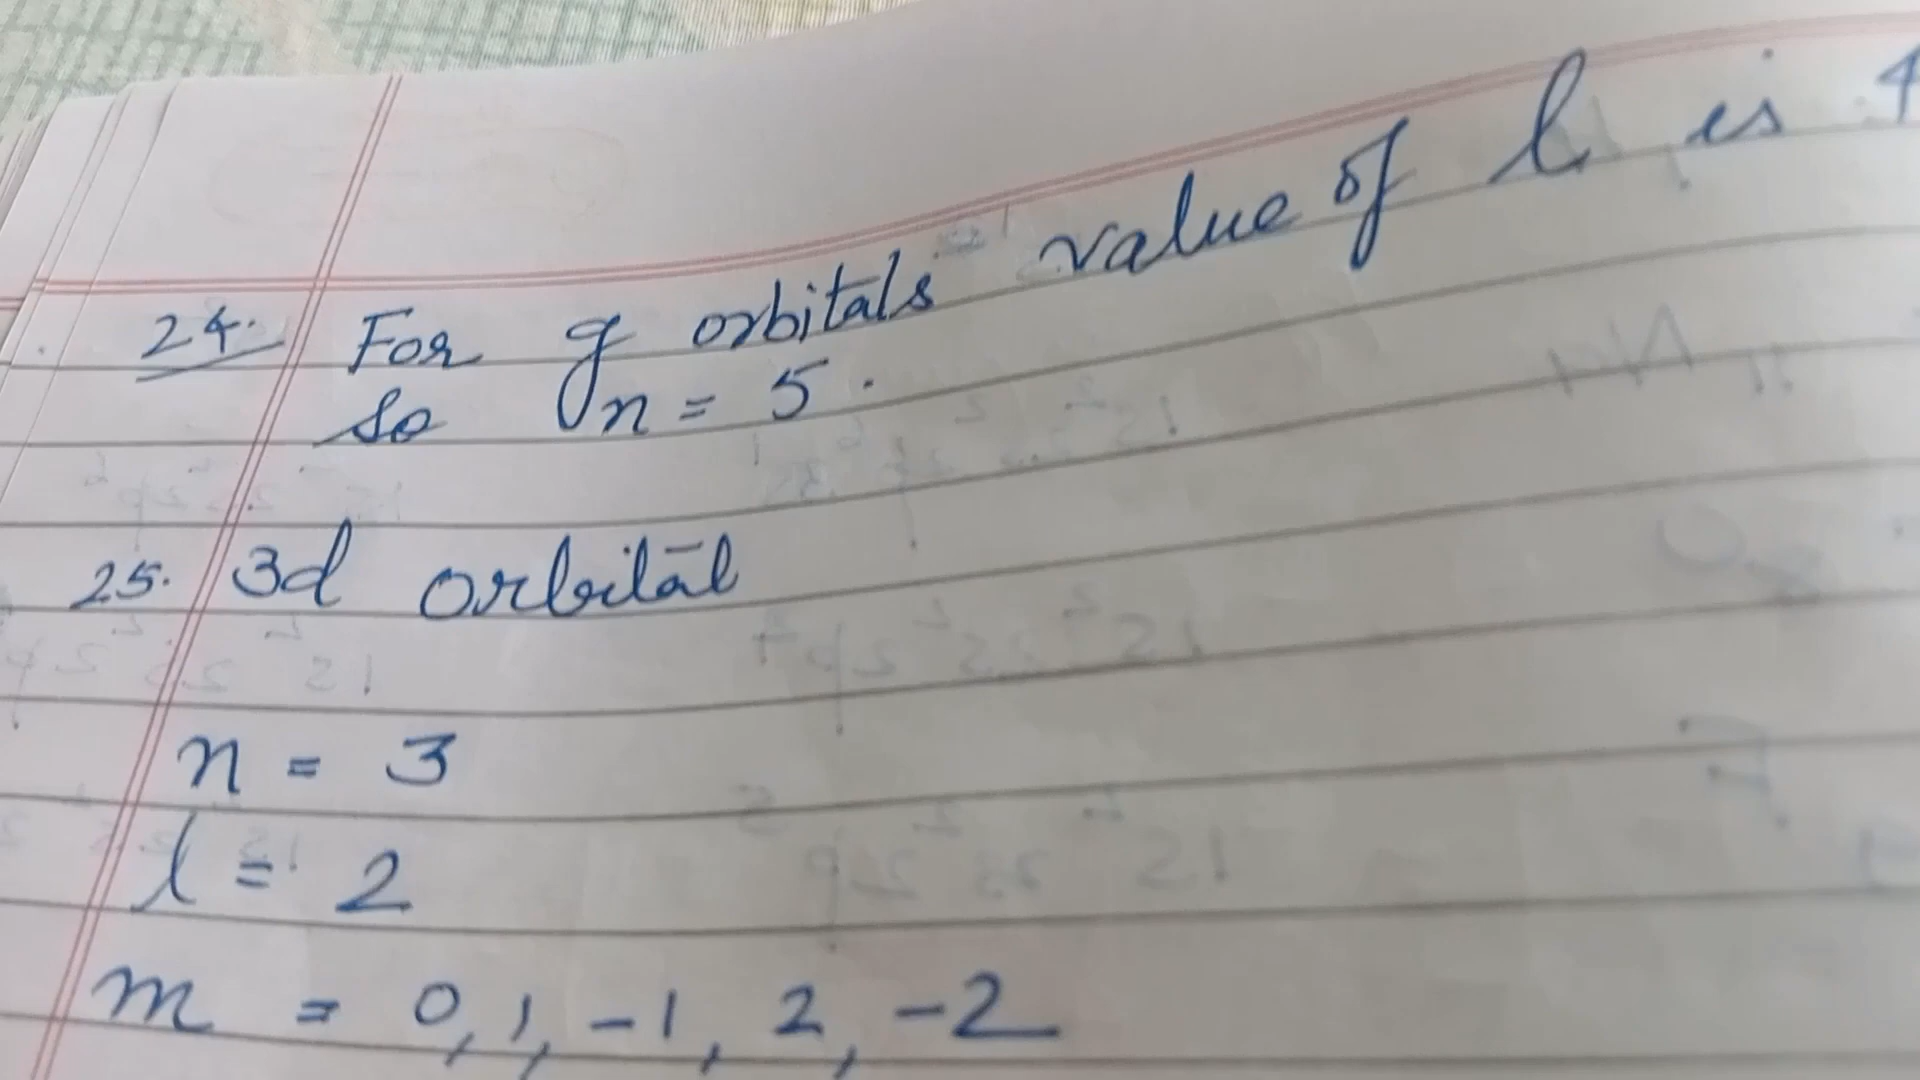 24. For g orbitals value of l is 4
so n = 5.
25. 3d orbital
n = 3
l = 2
m = 0, 1, -1, 2, -2